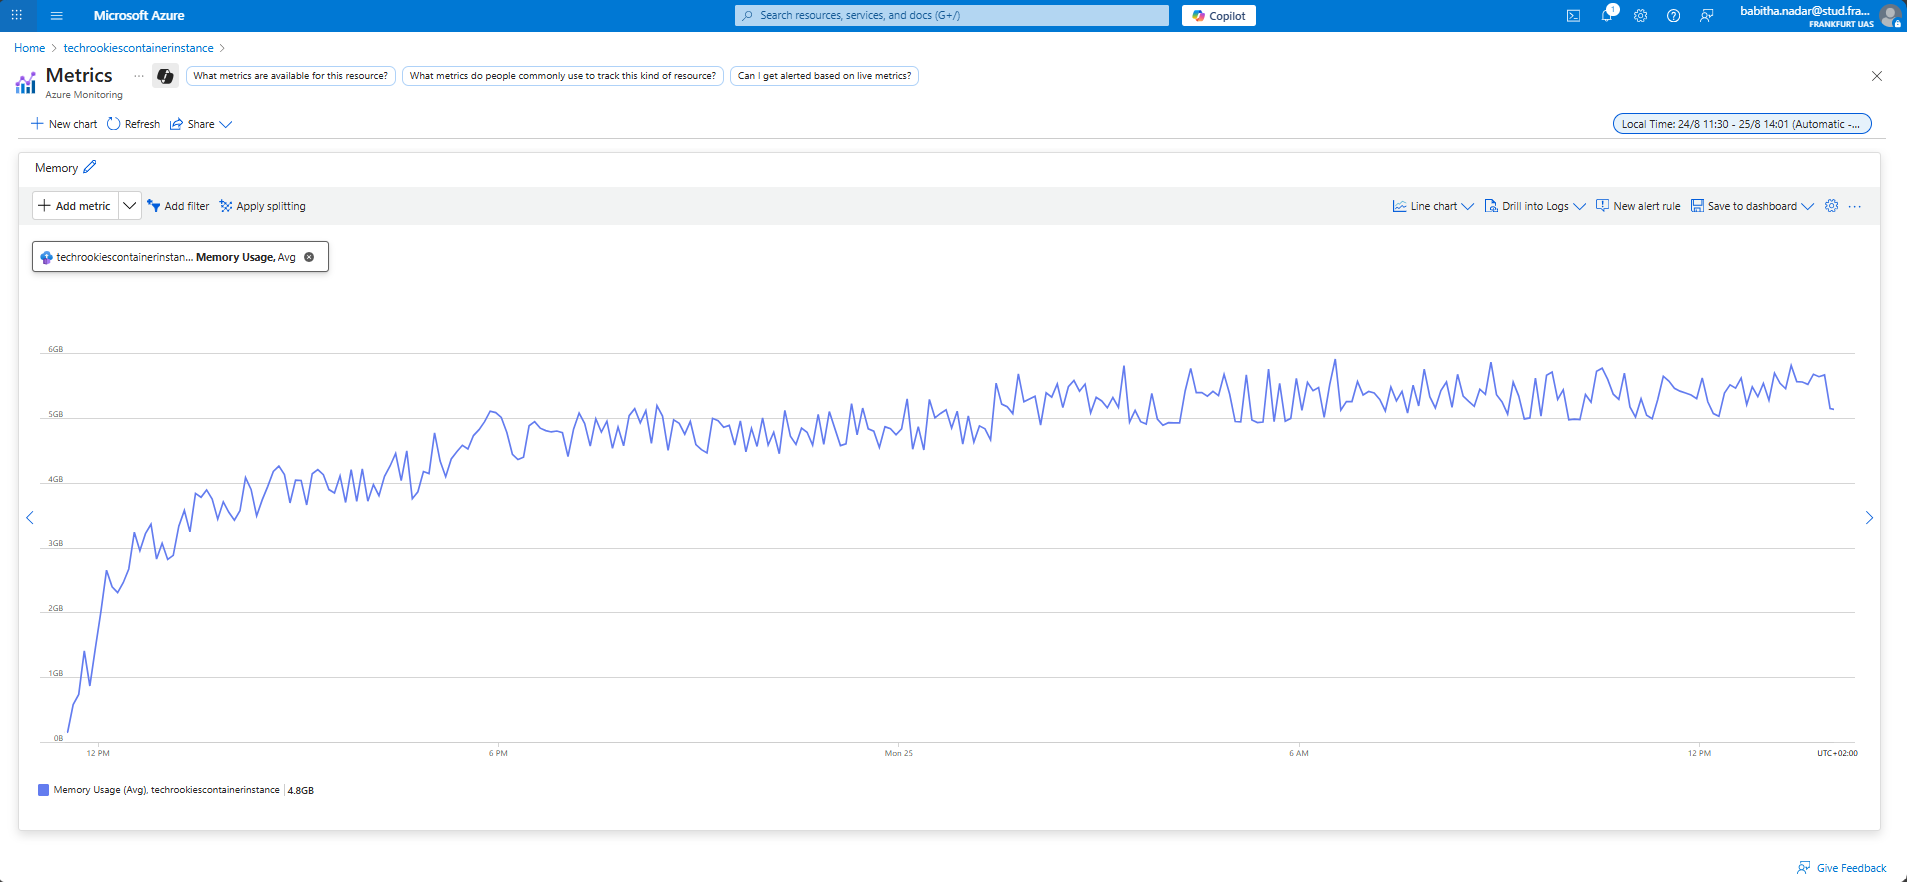 Microsoft Azure
Search resources, services, and docs (G+/)
Copilot
1
babitha.nadar@stud.fra...
FRANKFURT UAS
Home > techrookiescontainerinstance >
Metrics ...
Azure Monitoring
What metrics are available for this resource?
What metrics do people commonly use to track this kind of resource?
Can I get alerted based on live metrics?
New chart
Refresh
Share
Local Time: 24/8 11:30 - 25/8 14:01 (Automatic -...
Memory
Add metric
Add filter
Apply splitting
Line chart
Drill into Logs
New alert rule
Save to dashboard
...
techrookiescontainerinstan... Memory Usage, Avg
6GB
5GB
4GB
3GB
2GB
1GB
0B
12 PM
6 PM
Mon 25
6 AM
12 PM
UTC+02:00
Memory Usage (Avg), techrookiescontainerinstance | 4.8GB
Give Feedback